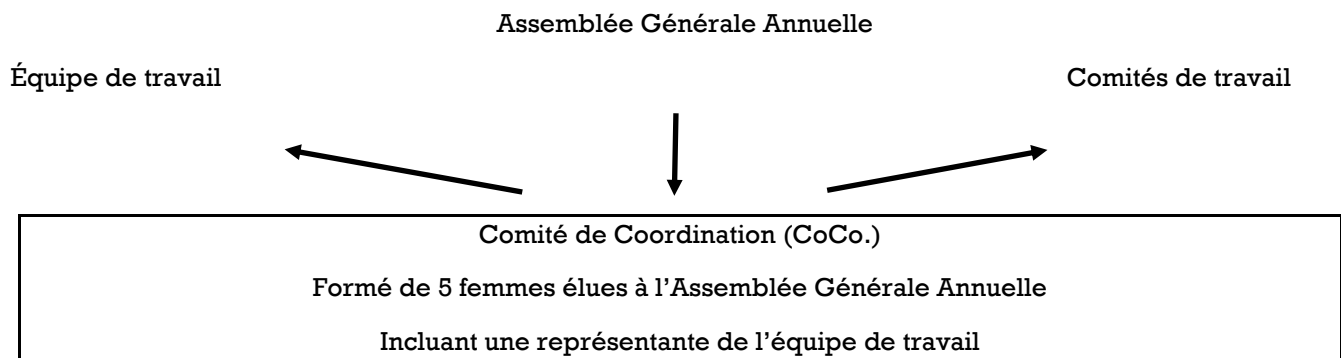 Assemblée Générale Annuelle
Équipe de travail
Comités de travail
Comité de Coordination (CoCo.)
Formé de 5 femmes élues à l’Assemblée Générale Annuelle
Incluant une représentante de l’équipe de travail